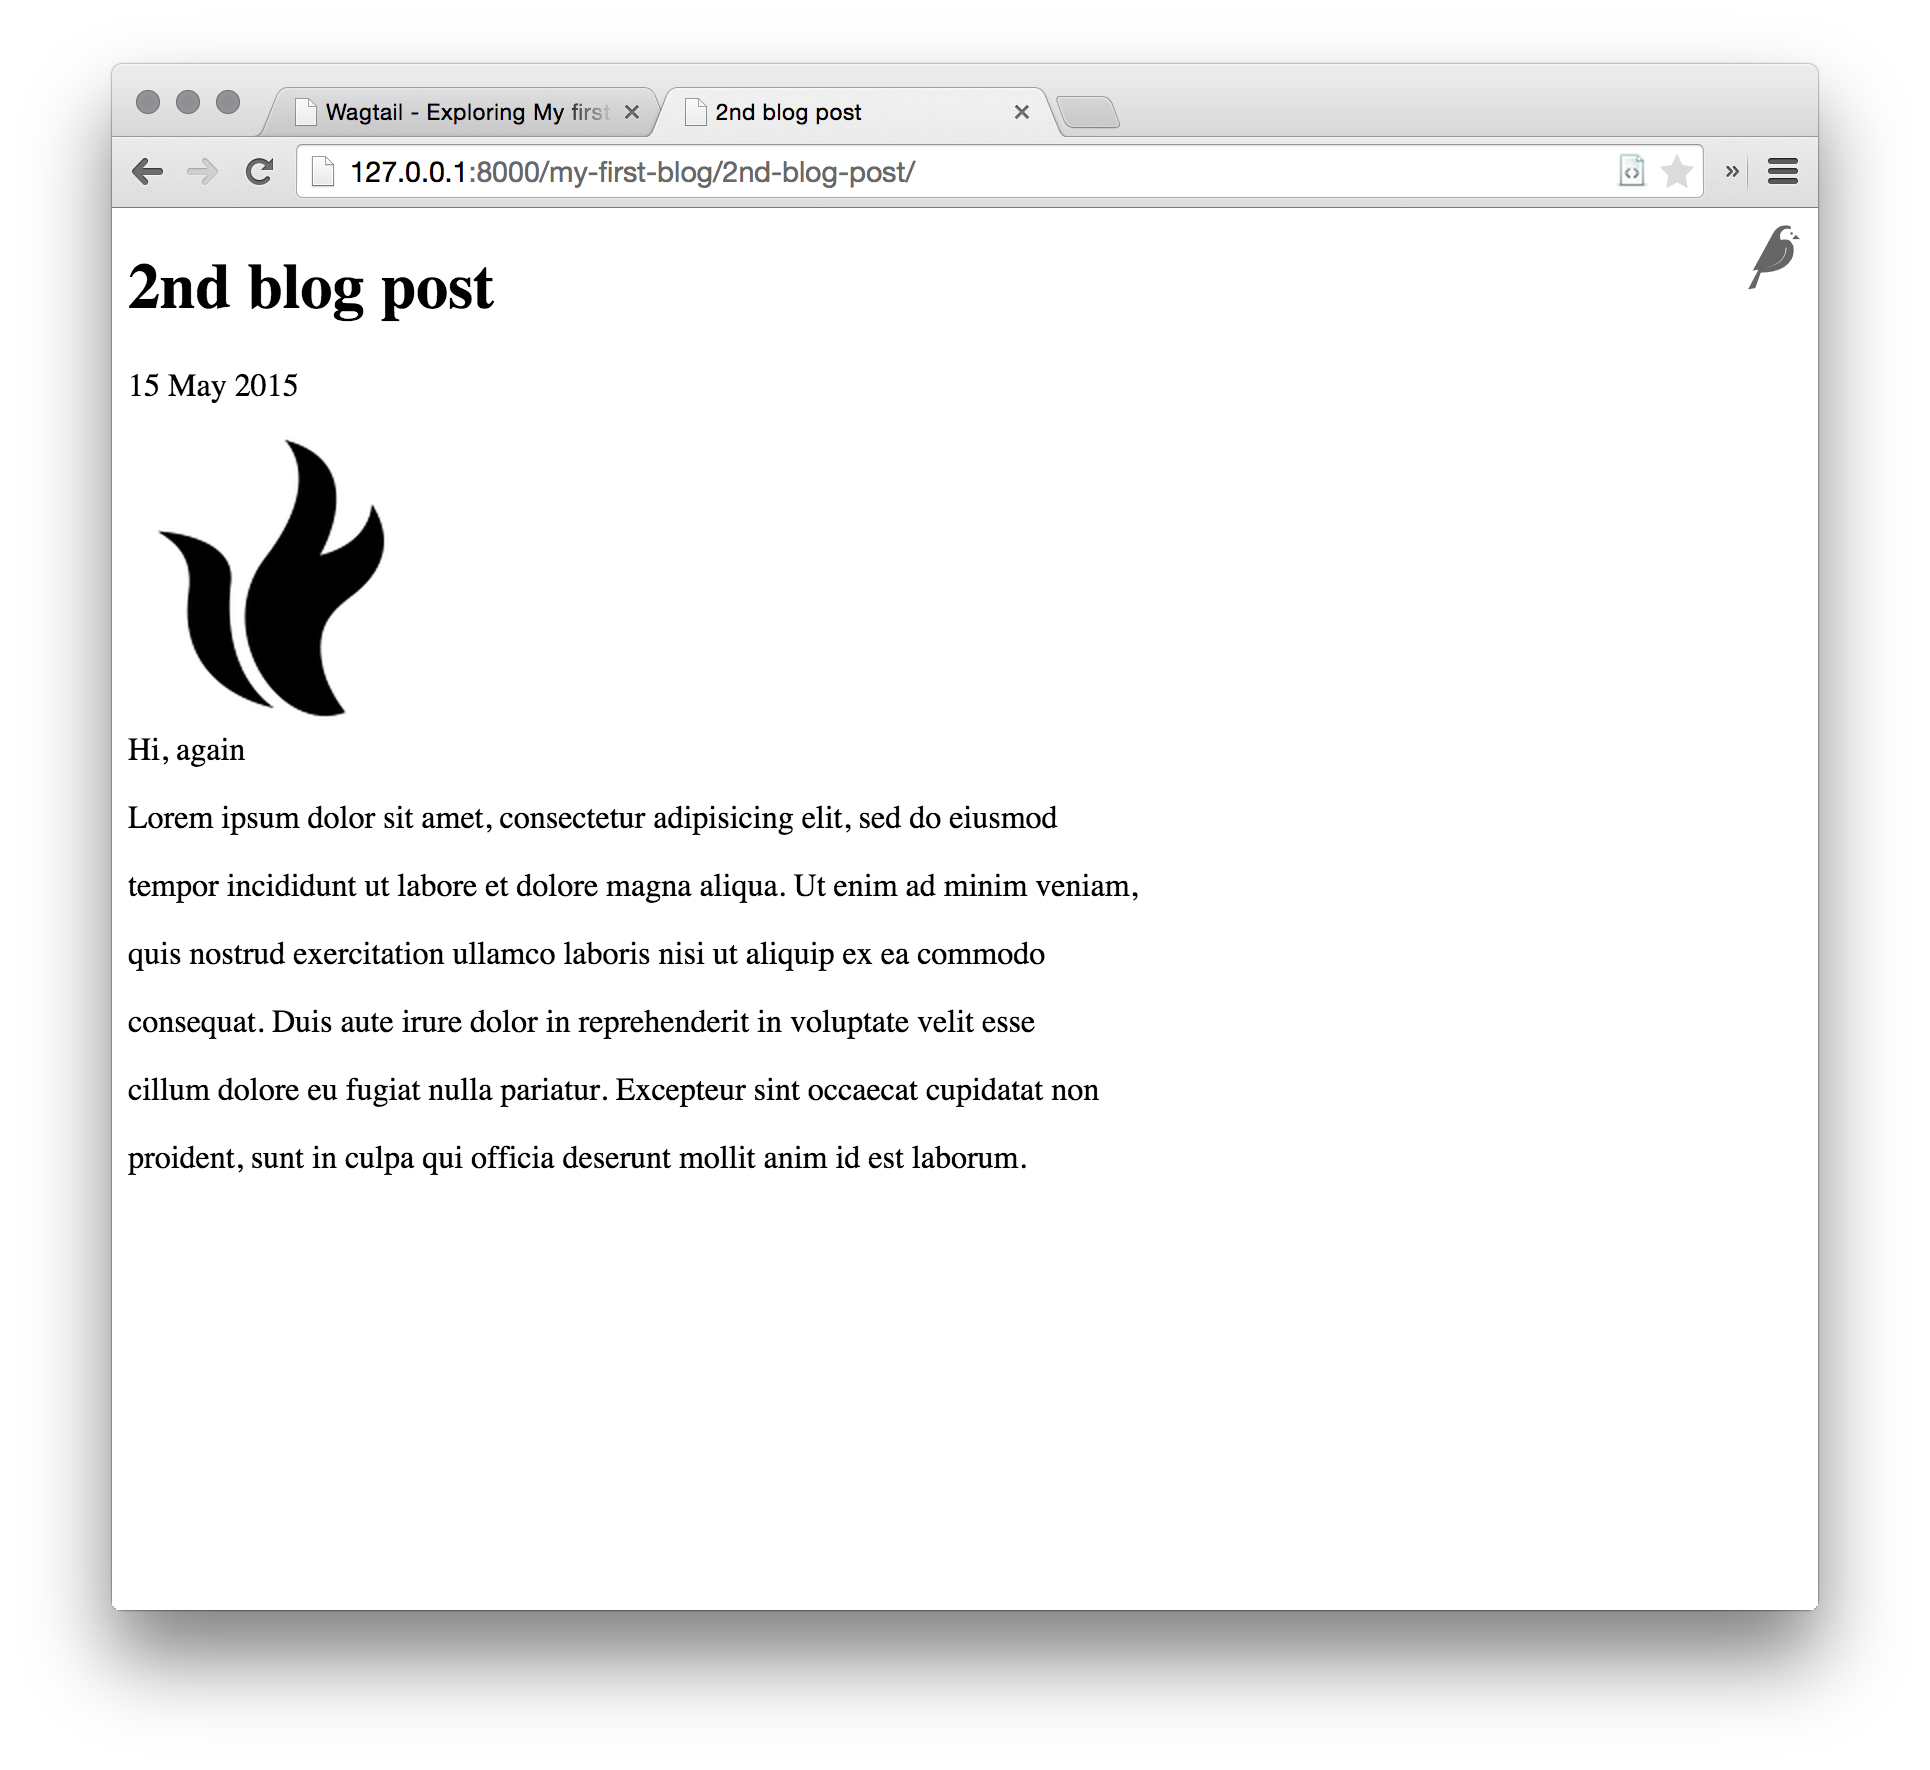 Wagtail - Exploring My first
2nd blog post
127.0.0.1:8000/my-first-blog/2nd-blog-post/
2nd blog post
15 May 2015
Hi, again
Lorem ipsum dolor sit amet, consectetur adipisicing elit, sed do eiusmod
tempor incididunt ut labore et dolore magna aliqua. Ut enim ad minim veniam,
quis nostrud exercitation ullamco laboris nisi ut aliquip ex ea commodo
consequat. Duis aute irure dolor in reprehenderit in voluptate velit esse
cillum dolore eu fugiat nulla pariatur. Excepteur sint occaecat cupidatat non
proident, sunt in culpa qui officia deserunt mollit anim id est laborum.